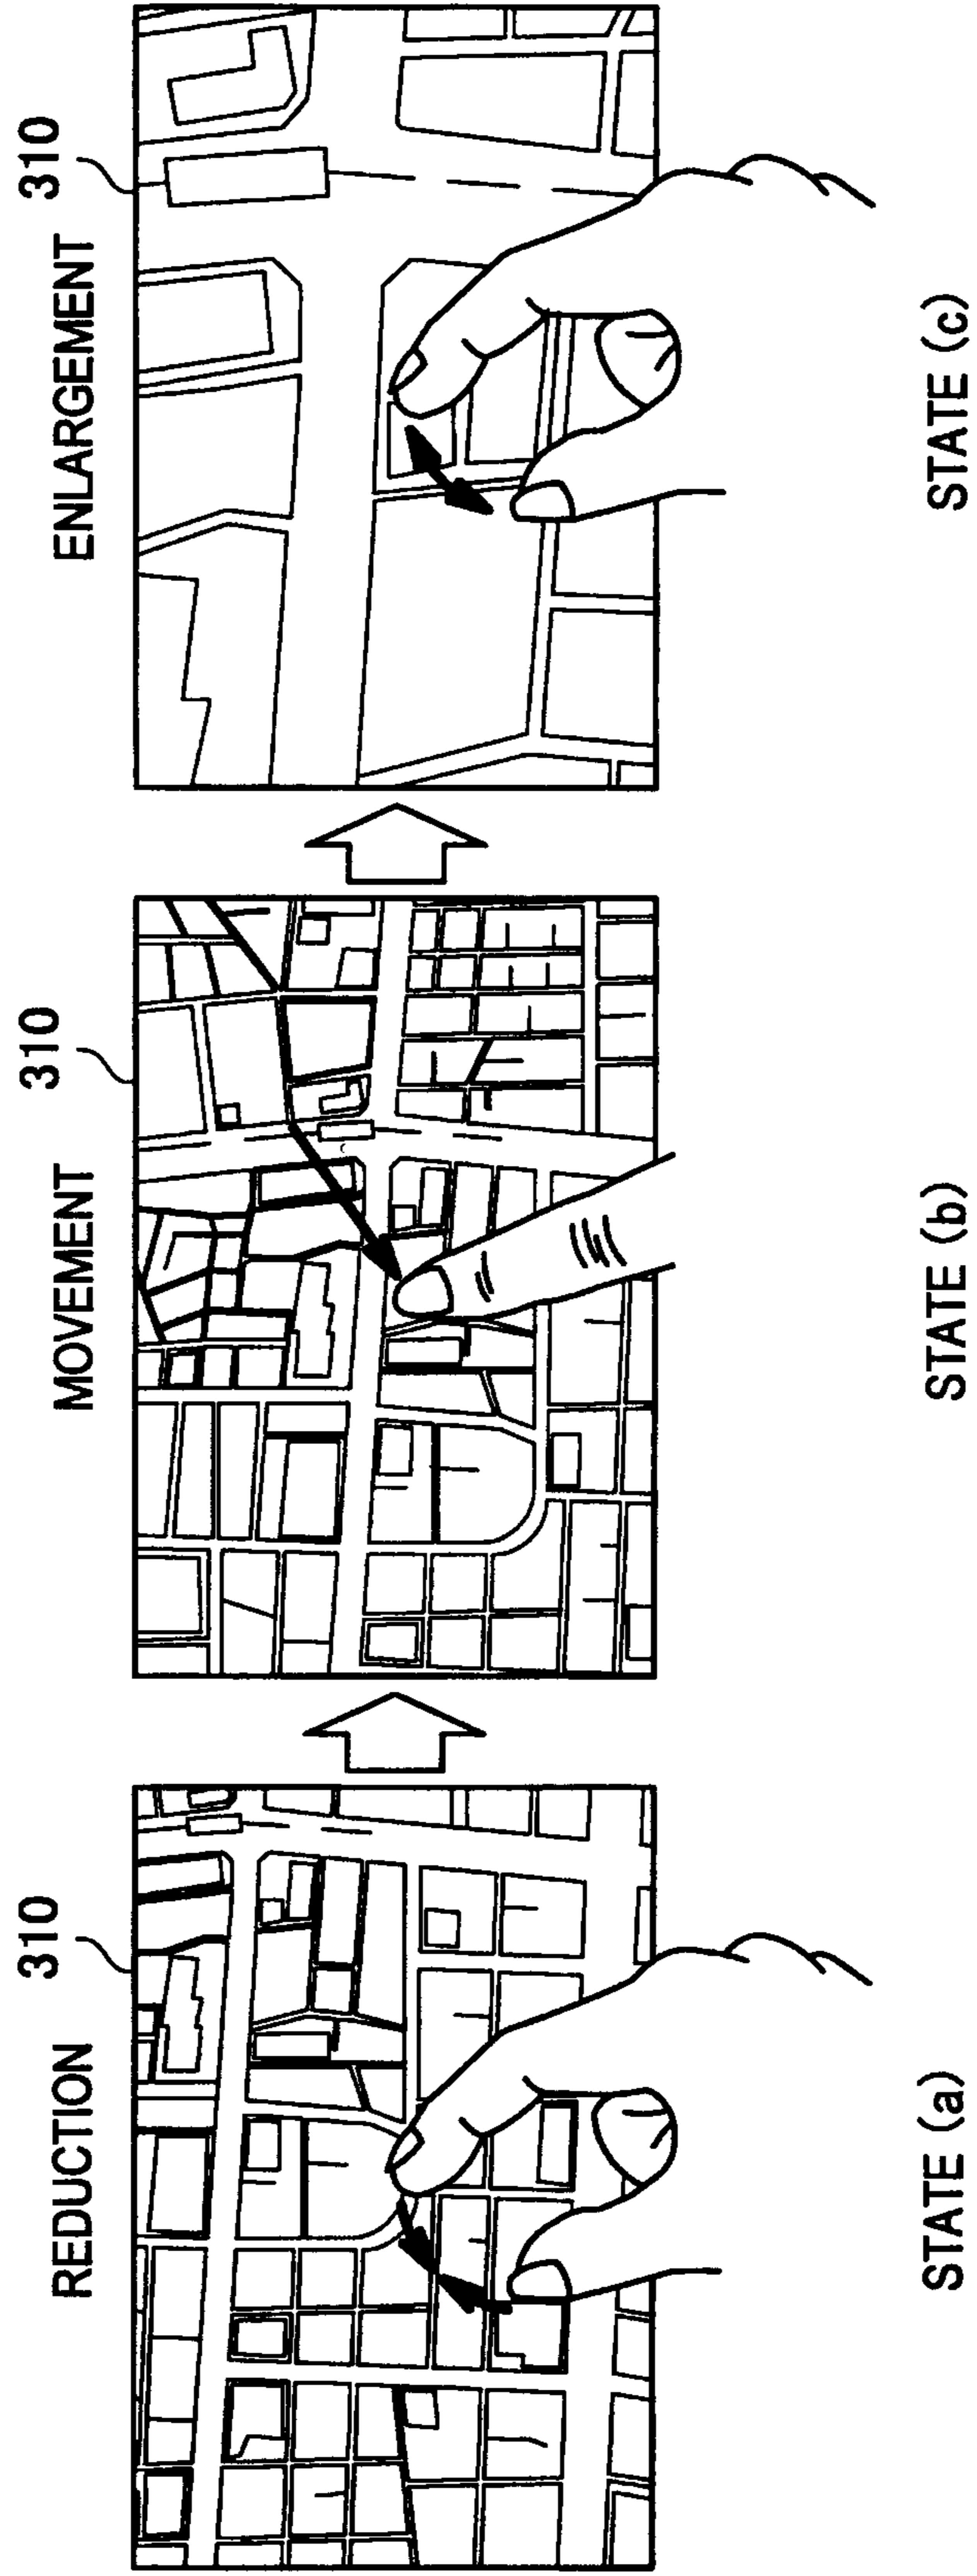 REDUCTION
310
STATE (a)
MOVEMENT
310
STATE (b)
ENLARGEMENT
310
STATE (c)